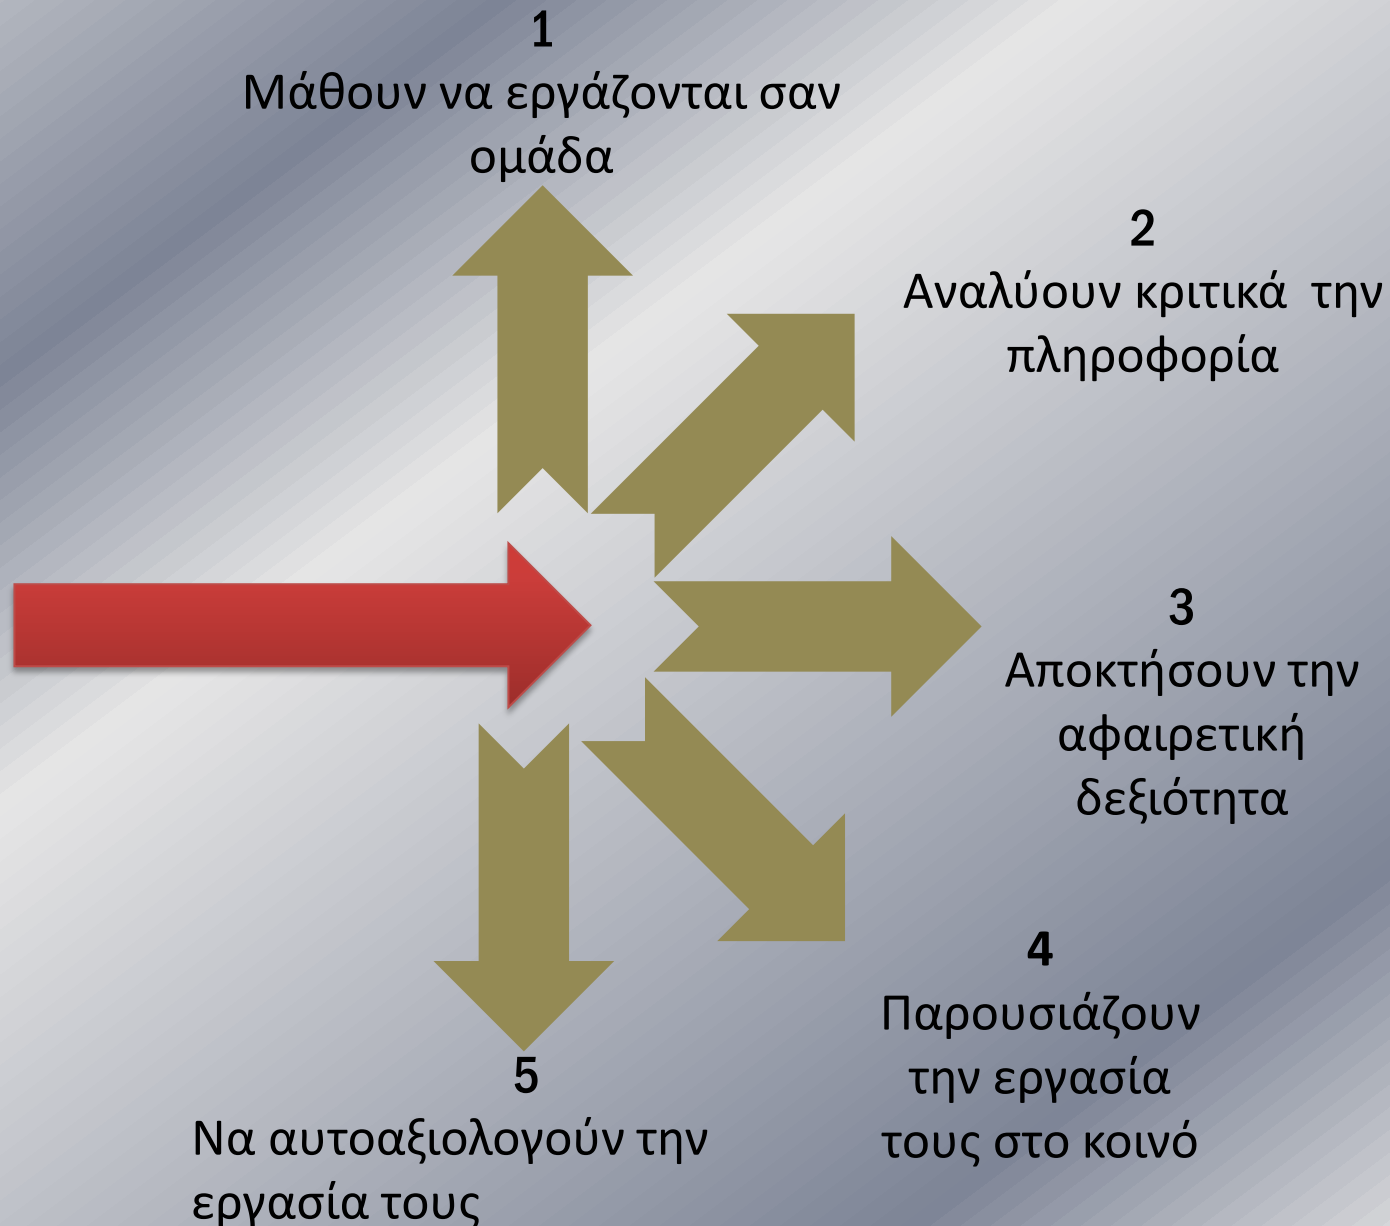 1
Μάθουν να εργάζονται σαν
ομάδα
2
Αναλύουν κριτικά  την
πληροφορία
3
Αποκτήσουν την
αφαιρετική
δεξιότητα
4
Παρουσιάζουν
την εργασία
τους στο κοινό
5
Να αυτοαξιολογούν την
εργασία τους